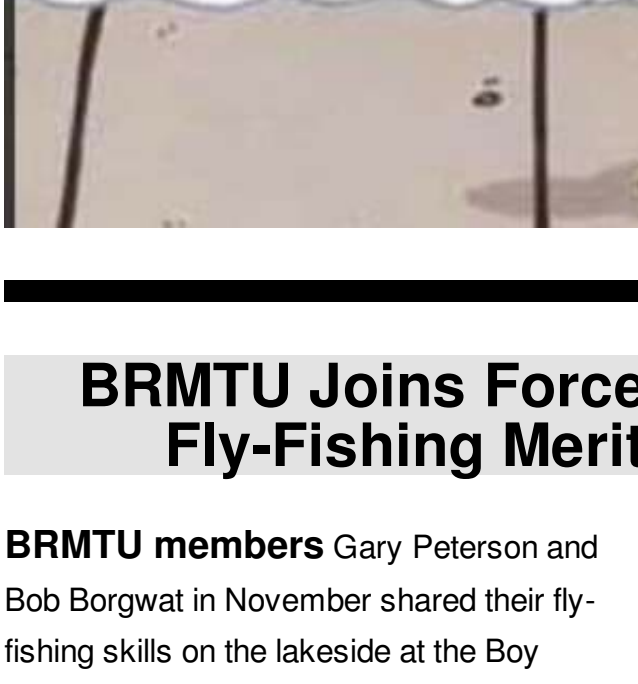 BRMTU Joins Force
Fly-Fishing Merit
BRMTU members Gary Peterson and
Bob Borgwat in November shared their fly-
fishing skills on the lakeside at the Boy